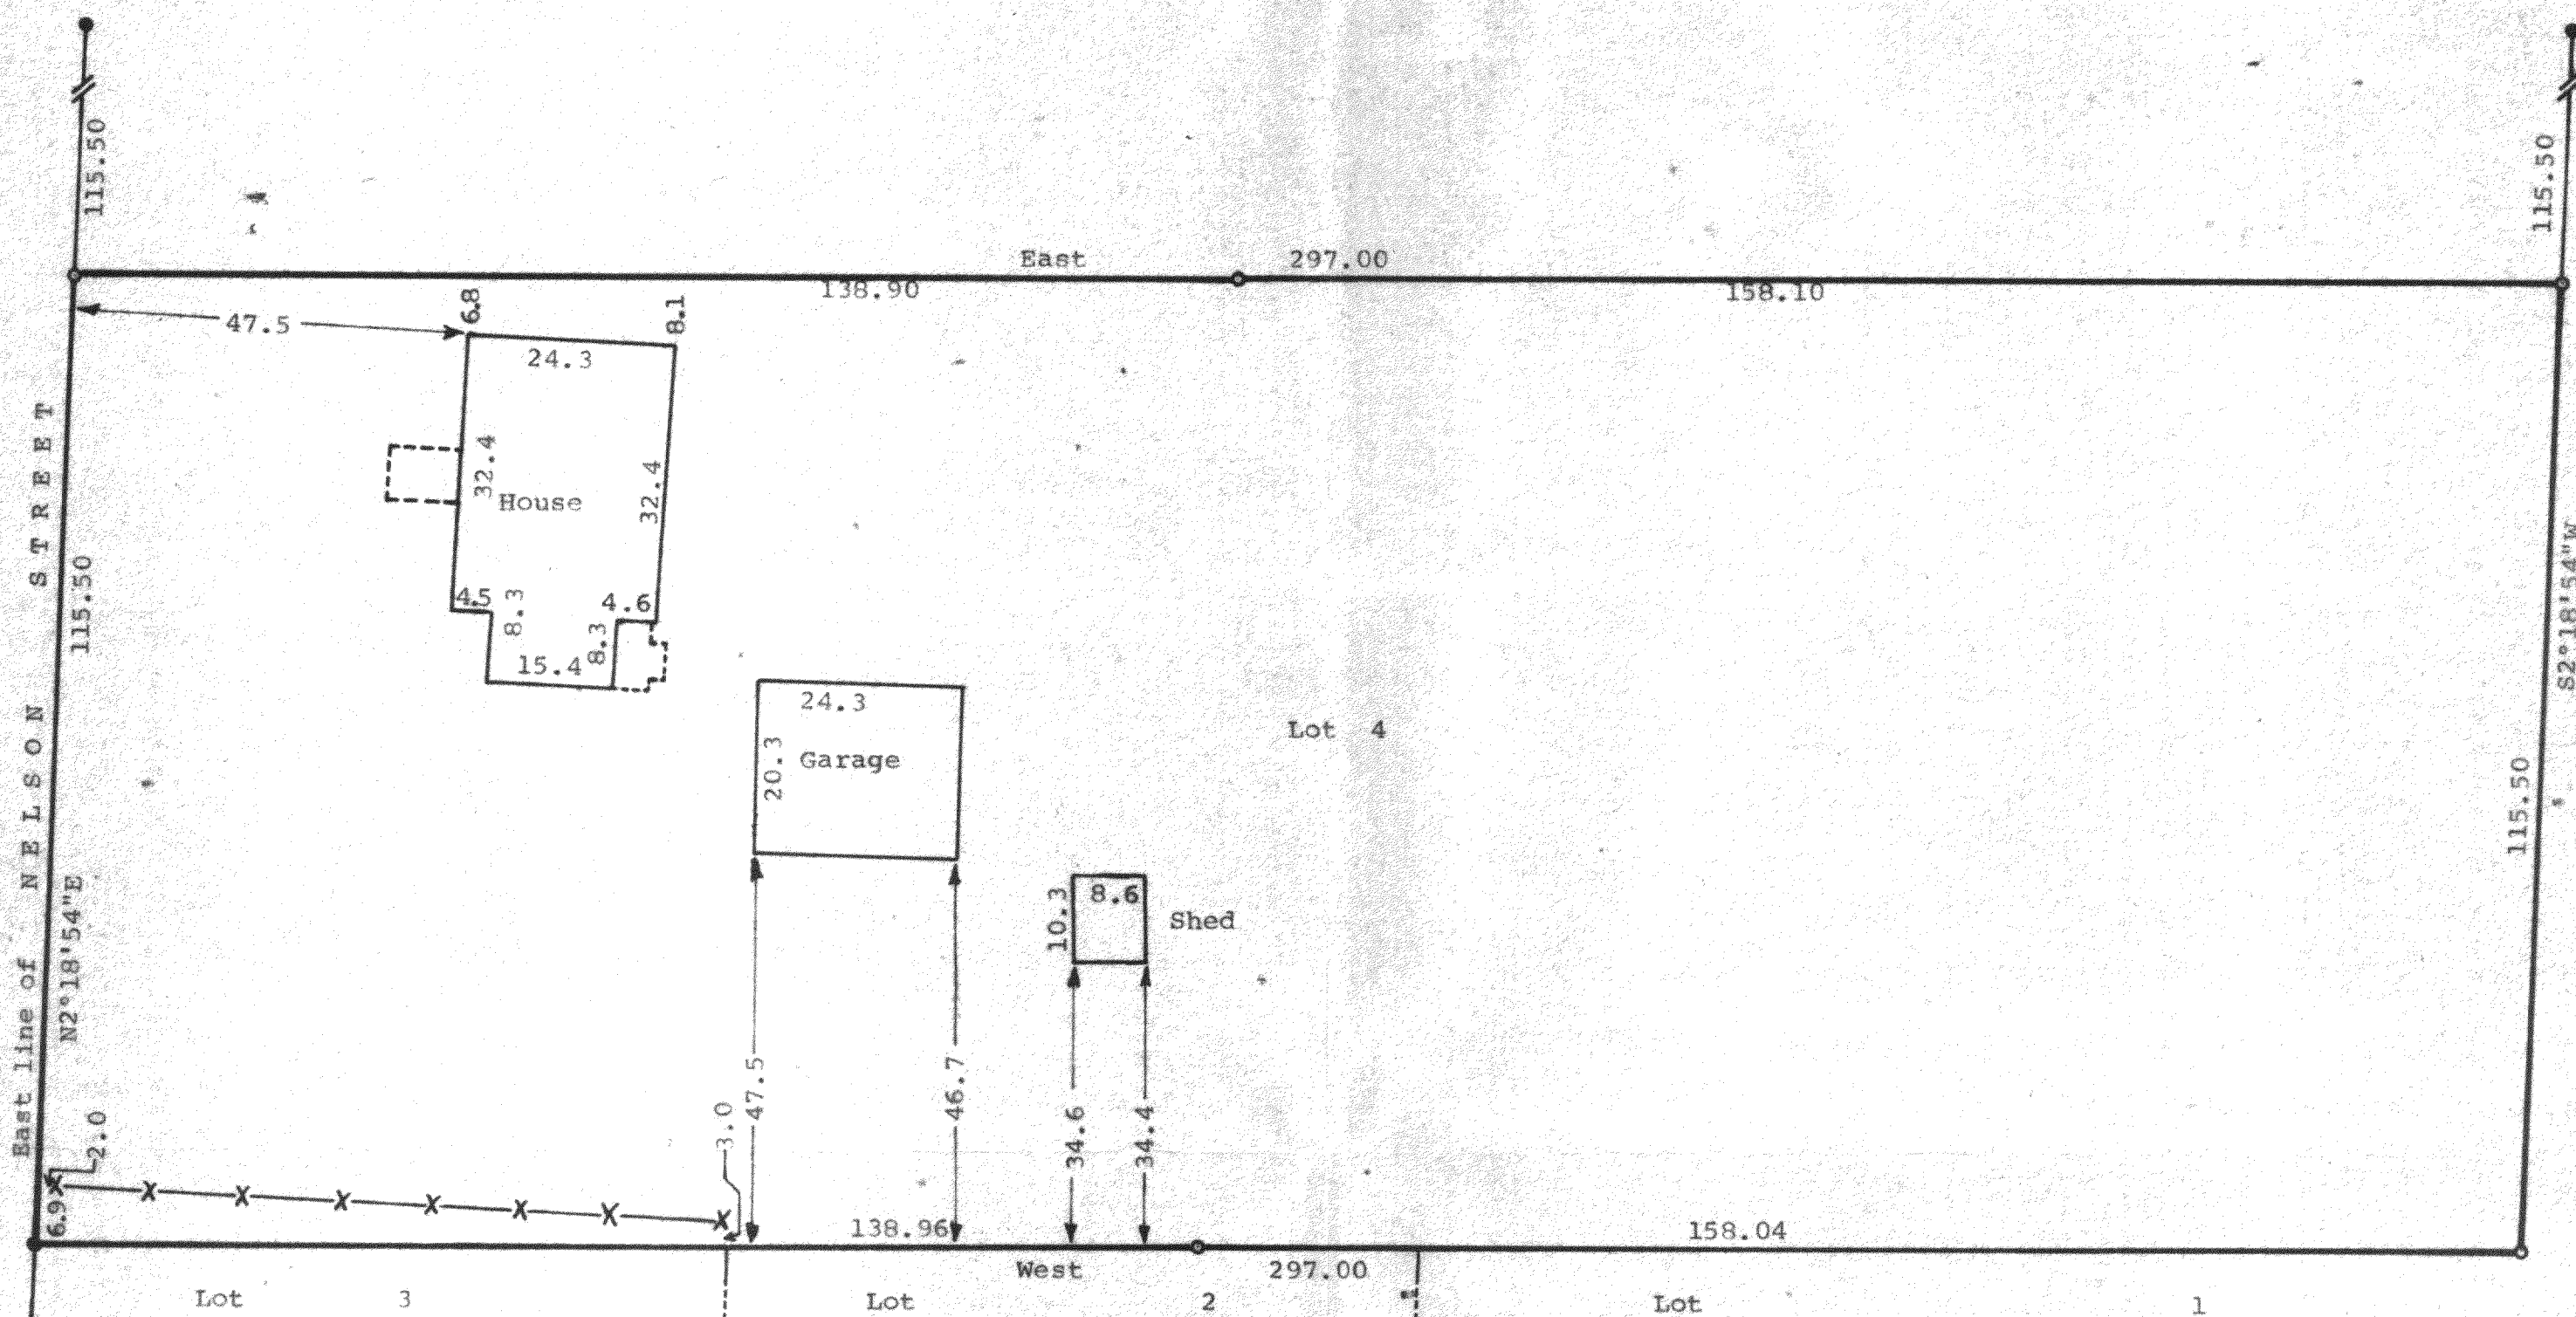 115.50
115.50
East 297.00
138.90
158.10
6.8
8.1
47.5
24.3
32.4
House
32.4
4.5
8.3
4.6
8.3
15.4
East line of NELSON STREET
115.50
N2°18'54"E
S2°18'54"W
115.50
24.3
20.3
Garage
Lot 4
10.3
8.6
Shed
47.5
46.7
34.6
34.4
2.0
6.9
3.0
138.96
158.04
West 297.00
Lot 3
Lot 2
Lot 1